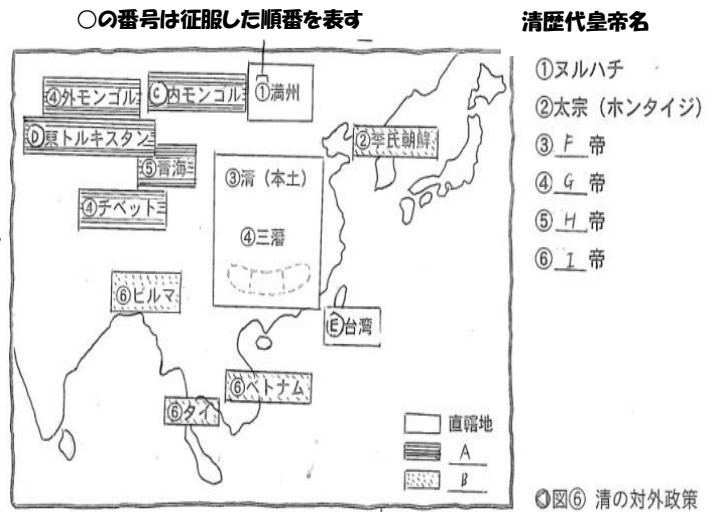 ○の番号は征服した順番を表す
清歴代皇帝名
①ヌルハチ
②太宗（ホンタイジ）
③ F 帝
④ G 帝
⑤ H 帝
⑥ I 帝
④外モンゴル
C内モンゴル
①満州
D東トルキスタン
②李氏朝鮮
⑤青海
③清（本土）
④チベット
④三藩
⑥ビルマ
E台湾
⑥ベトナム
⑥タイ
直轄地
A
B
図⑥ 清の対外政策